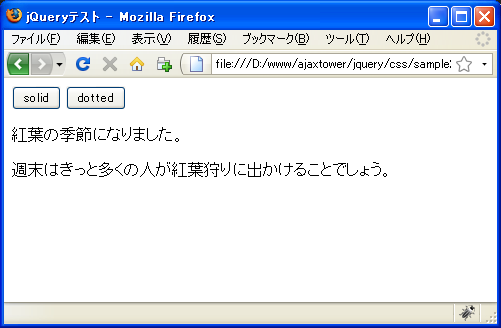 jQueryテスト - Mozilla Firefox
ファイル(F) 編集(E) 表示(V) 履歴(S) ブックマーク(B) ツール(T) ヘルプ(H)
file:///D:/www/ajaxtower/jquery/css/sample
solid dotted
紅葉の季節になりました。
週末はきっと多くの人が紅葉狩りに出かけることでしょう。